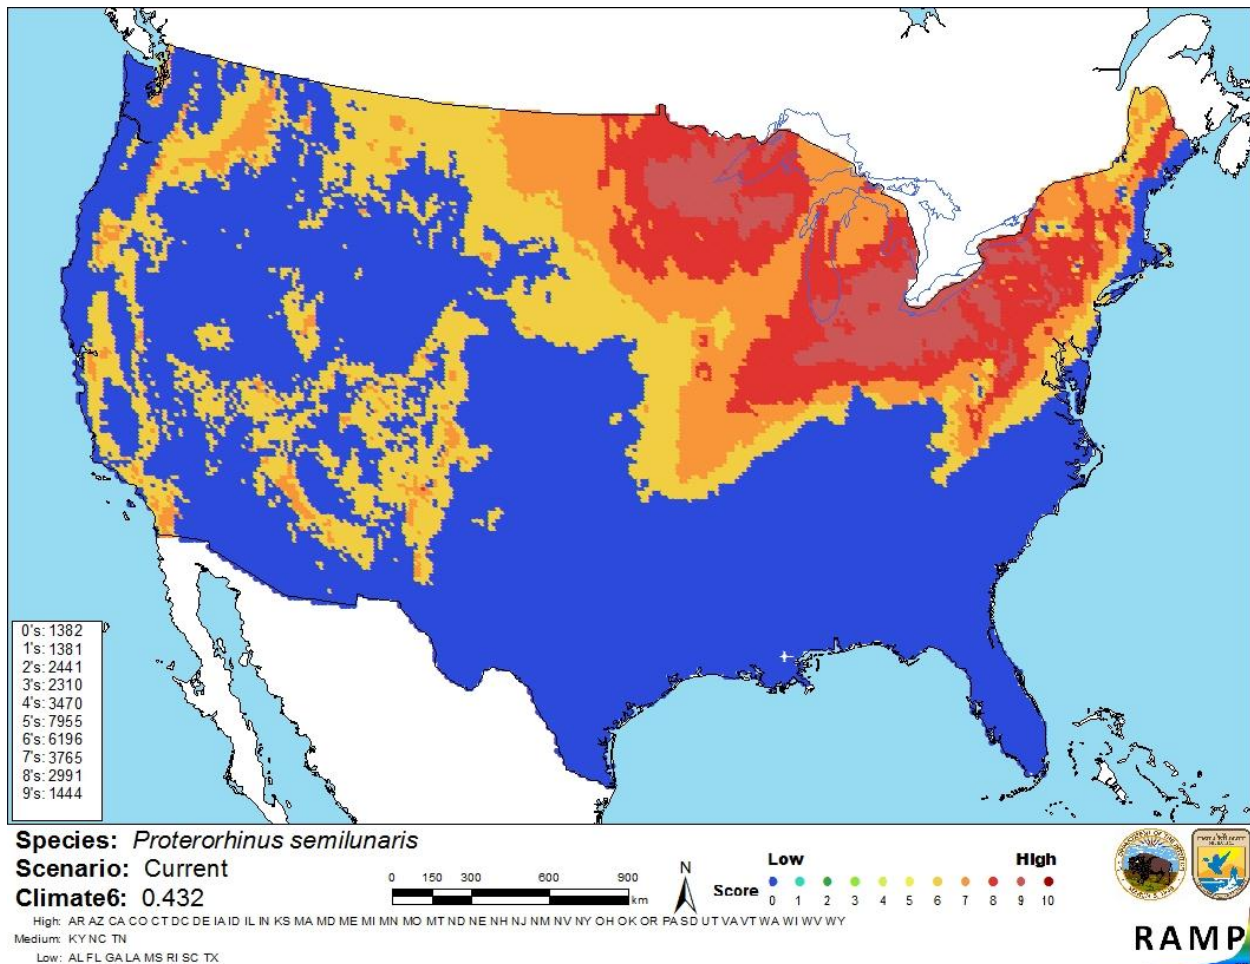 0's: 1382
1's: 1381
2's: 2441
3's: 2310
4's: 3470
5's: 7955
6's: 6196
7's: 3765
8's: 2991
9's: 1444
Species: Proterorhinus semilunaris
Scenario: Current
Climate6: 0.432
0 150 300 600 900
km
N
Low High
Score
0 1 2 3 4 5 6 7 8 9 10
High: AR AZ CA CO CT DC DE IA ID IL IN KS MA MD ME MI MN MO MT ND NE NH NJ NM NV NY OH OK OR PA SD UT VA VT WA WI WV WY
Medium: KY NC TN
Low: AL FL GA LA MS RI SC TX
RAMP